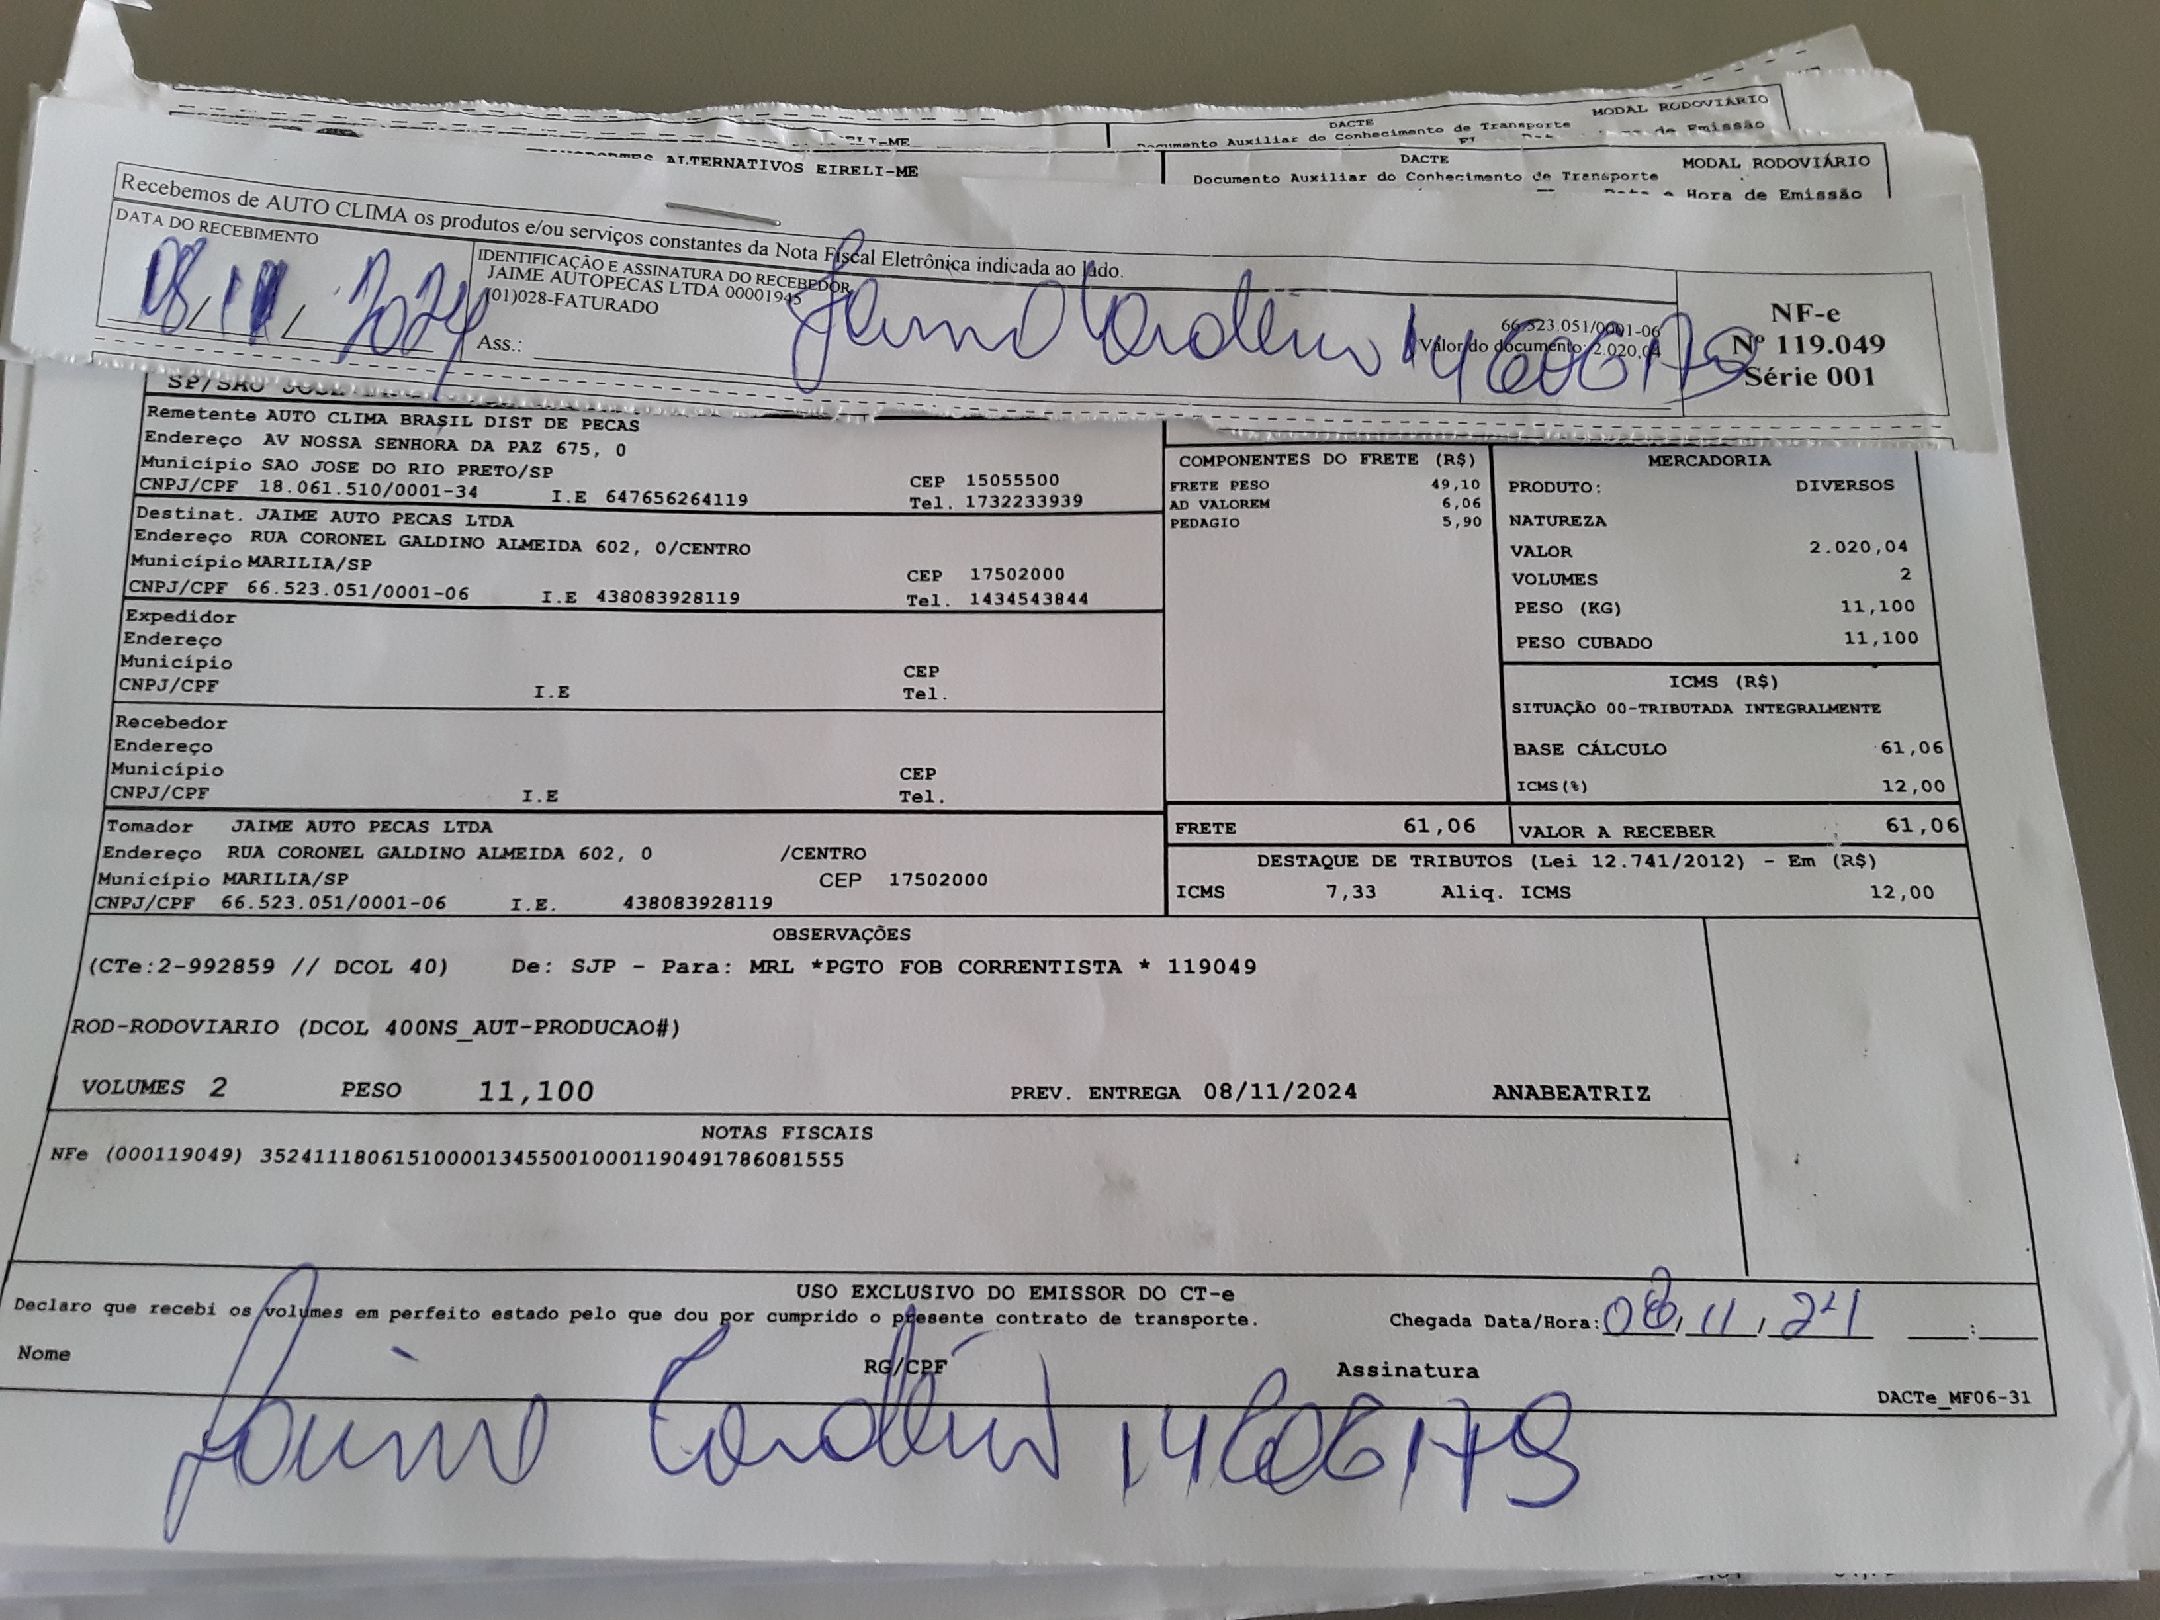 MODAL RODOVIÁRIO
DACTE
Documento Auxiliar do Conhecimento de Transporte
de Emissão
DACTE MODAL RODOVIÁRIO
ALTERNATIVOS EIRELI-ME
Documento Auxiliar do Conhecimento de Transporte
Hora de Emissão
Recebemos de AUTO CLIMA os produtos e/ou serviços constantes da Nota Fiscal Eletrônica indicada ao lado.
DATA DO RECEBIMENTO
08/11/2024
IDENTIFICAÇÃO E ASSINATURA DO RECEBEDOR
JAIME AUTOPECAS LTDA 00001945
(01)028-FATURADO
66.523.051/0001-06
Valor do documento: 2.020,04
Ass.:
14606179
NF-e
Nº 119.049
Série 001
Remetente AUTO CLIMA BRASIL DIST DE PECAS
Endereço AV NOSSA SENHORA DA PAZ 675, 0
Município SAO JOSE DO RIO PRETO/SP CEP 15055500
CNPJ/CPF 18.061.510/0001-34 I.E 647656264119 Tel. 1732233939
Destinat. JAIME AUTO PECAS LTDA
Endereço RUA CORONEL GALDINO ALMEIDA 602, 0/CENTRO
Município MARILIA/SP CEP 17502000
CNPJ/CPF 66.523.051/0001-06 I.E 438083928119 Tel. 1434543844
Expedidor
Endereço
Município CEP
CNPJ/CPF I.E Tel.
Recebedor
Endereço
Município CEP
CNPJ/CPF I.E Tel.
Tomador JAIME AUTO PECAS LTDA
Endereço RUA CORONEL GALDINO ALMEIDA 602, 0 /CENTRO
Município MARILIA/SP CEP 17502000
CNPJ/CPF 66.523.051/0001-06 I.E. 438083928119
COMPONENTES DO FRETE (R$)
FRETE PESO 49,10
AD VALOREM 6,06
PEDAGIO 5,90
MERCADORIA
PRODUTO: DIVERSOS
NATUREZA
VALOR 2.020,04
VOLUMES 2
PESO (KG) 11,100
PESO CUBADO 11,100
ICMS (R$)
SITUAÇÃO 00-TRIBUTADA INTEGRALMENTE
BASE CÁLCULO 61,06
ICMS(%) 12,00
FRETE 61,06 VALOR A RECEBER 61,06
DESTAQUE DE TRIBUTOS (Lei 12.741/2012) - Em (R$)
ICMS 7,33 Aliq. ICMS 12,00
OBSERVAÇÕES
(CTe:2-992859 // DCOL 40) De: SJP - Para: MRL *PGTO FOB CORRENTISTA * 119049
ROD-RODOVIARIO (DCOL 400NS_AUT-PRODUCAO#)
VOLUMES 2 PESO 11,100 PREV. ENTREGA 08/11/2024 ANABEATRIZ
NOTAS FISCAIS
NFe (000119049) 35241118061510000134550010001190491786081555
USO EXCLUSIVO DO EMISSOR DO CT-e
Declaro que recebi os volumes em perfeito estado pelo que dou por cumprido o presente contrato de transporte. Chegada Data/Hora: 08/11/24 :
Nome RG/CPF Assinatura
DACTe_MF06-31
14606179